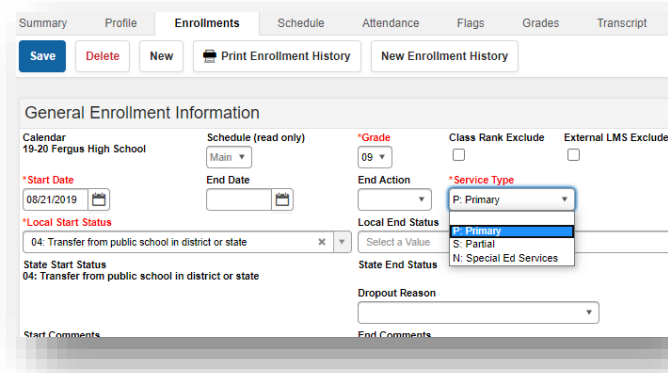 Summary Profile Enrollments Schedule Attendance Flags Grades Transcript
Save Delete New Print Enrollment History New Enrollment History
General Enrollment Information
Calendar Schedule (read only) *Grade Class Rank Exclude External LMS Exclude
19-20 Fergus High School Main 09
*Start Date End Date End Action *Service Type
08/21/2019 P: Primary
*Local Start Status Local End Status
P: Primary
04: Transfer from public school in district or state Select a Value S: Partial
State Start Status State End Status N: Special Ed Services
04: Transfer from public school in district or state
Dropout Reason
Start Comments End Comments